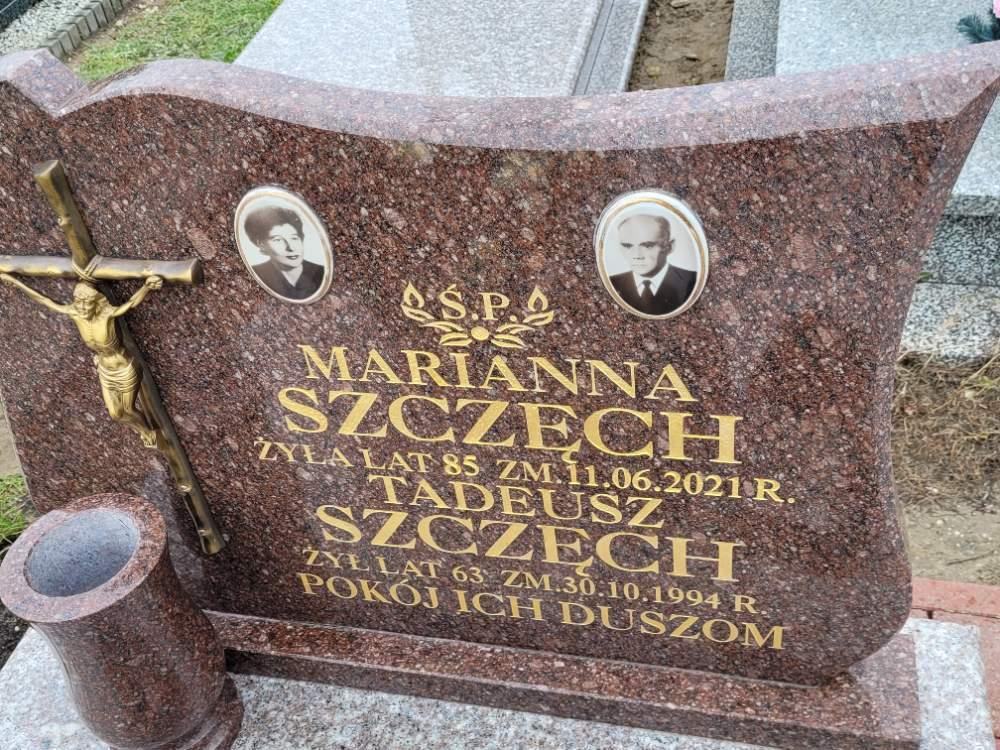 Ś.P.
MARIANNA
SZCZĘCH
ŻYŁA LAT 85 ZM.11.06.2021 R.
TADEUSZ
SZCZĘCH
ŻYŁ LAT 63 ZM.30.10.1994 R.
POKÓJ ICH DUSZOM